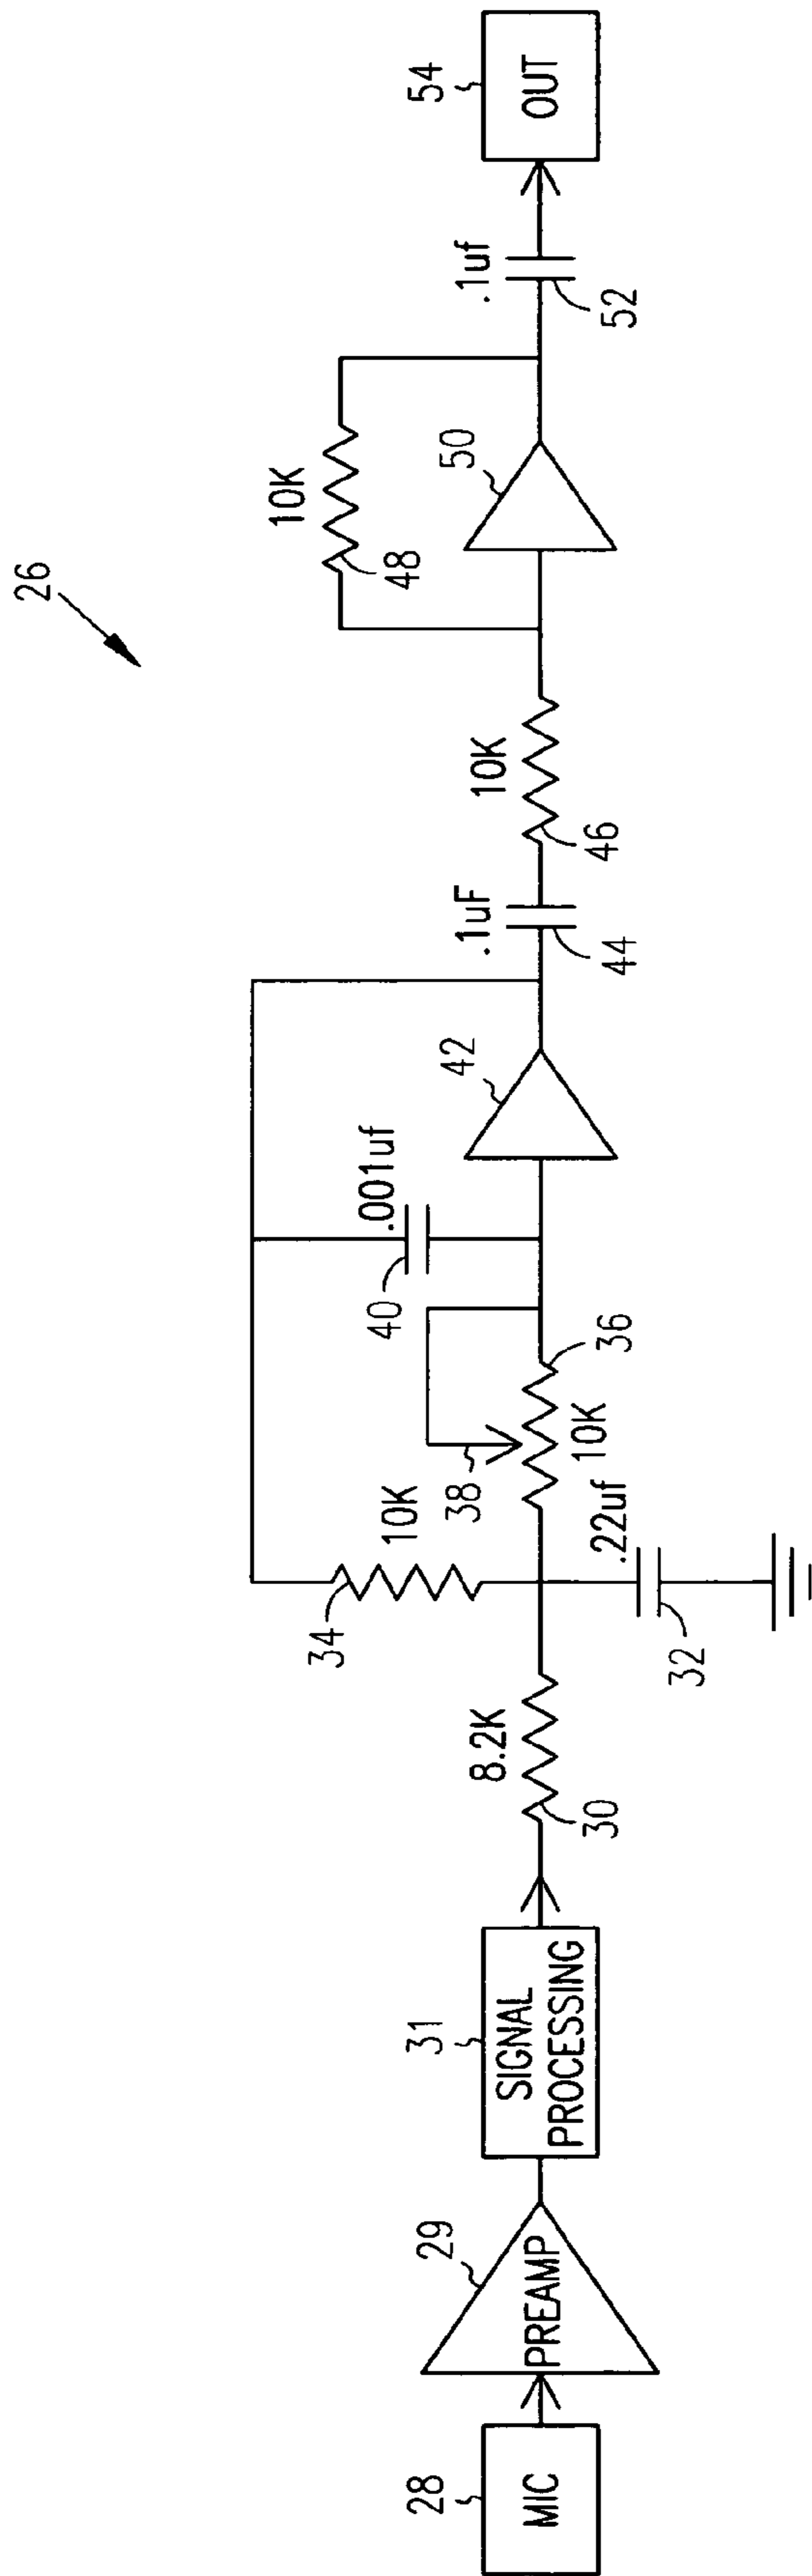 26
28
MIC
29
PREAMP
31
SIGNAL
PROCESSING
8.2K
30
34
10K
.22uf
32
38
10K
36
40
.001uf
42
.1uF
44
10K
46
10K
48
50
.1uf
52
54
OUT